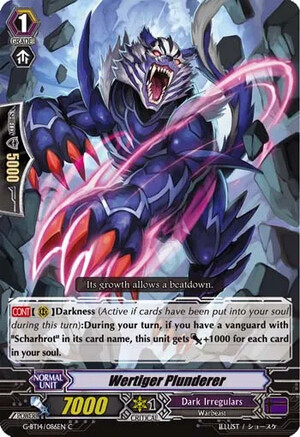 1
GRADE
SHIELD
5000
Its growth allows a beatdown.
CONT 】Darkness (Active if cards have been put into your soul
during this turn):During your turn, if you have a vanguard with
"Scharhrot" in its card name, this unit gets +1000 for each card
in your soul.
NORMAL
UNIT
Wertiger Plunderer
POWER
7000
1
Dark Irregulars
Warbeast
G-BT14/086EN C
ILLUST / ショースケ